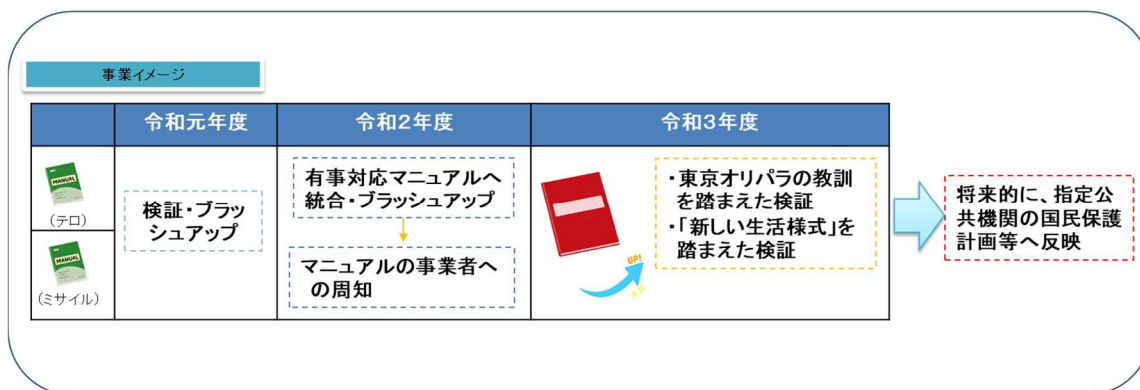 事業イメージ
令和元年度
令和2年度
令和3年度
MANUAL
(テロ)
MANUAL
(ミサイル)
検証・ブラッ
シュアップ
有事対応マニュアルへ
統合・ブラッシュアップ
マニュアルの事業者へ
の周知
UP!
・東京オリパラの教訓
を踏まえた検証
・「新しい生活様式」を
踏まえた検証
将来的に、指定公
共機関の国民保護
計画等へ反映